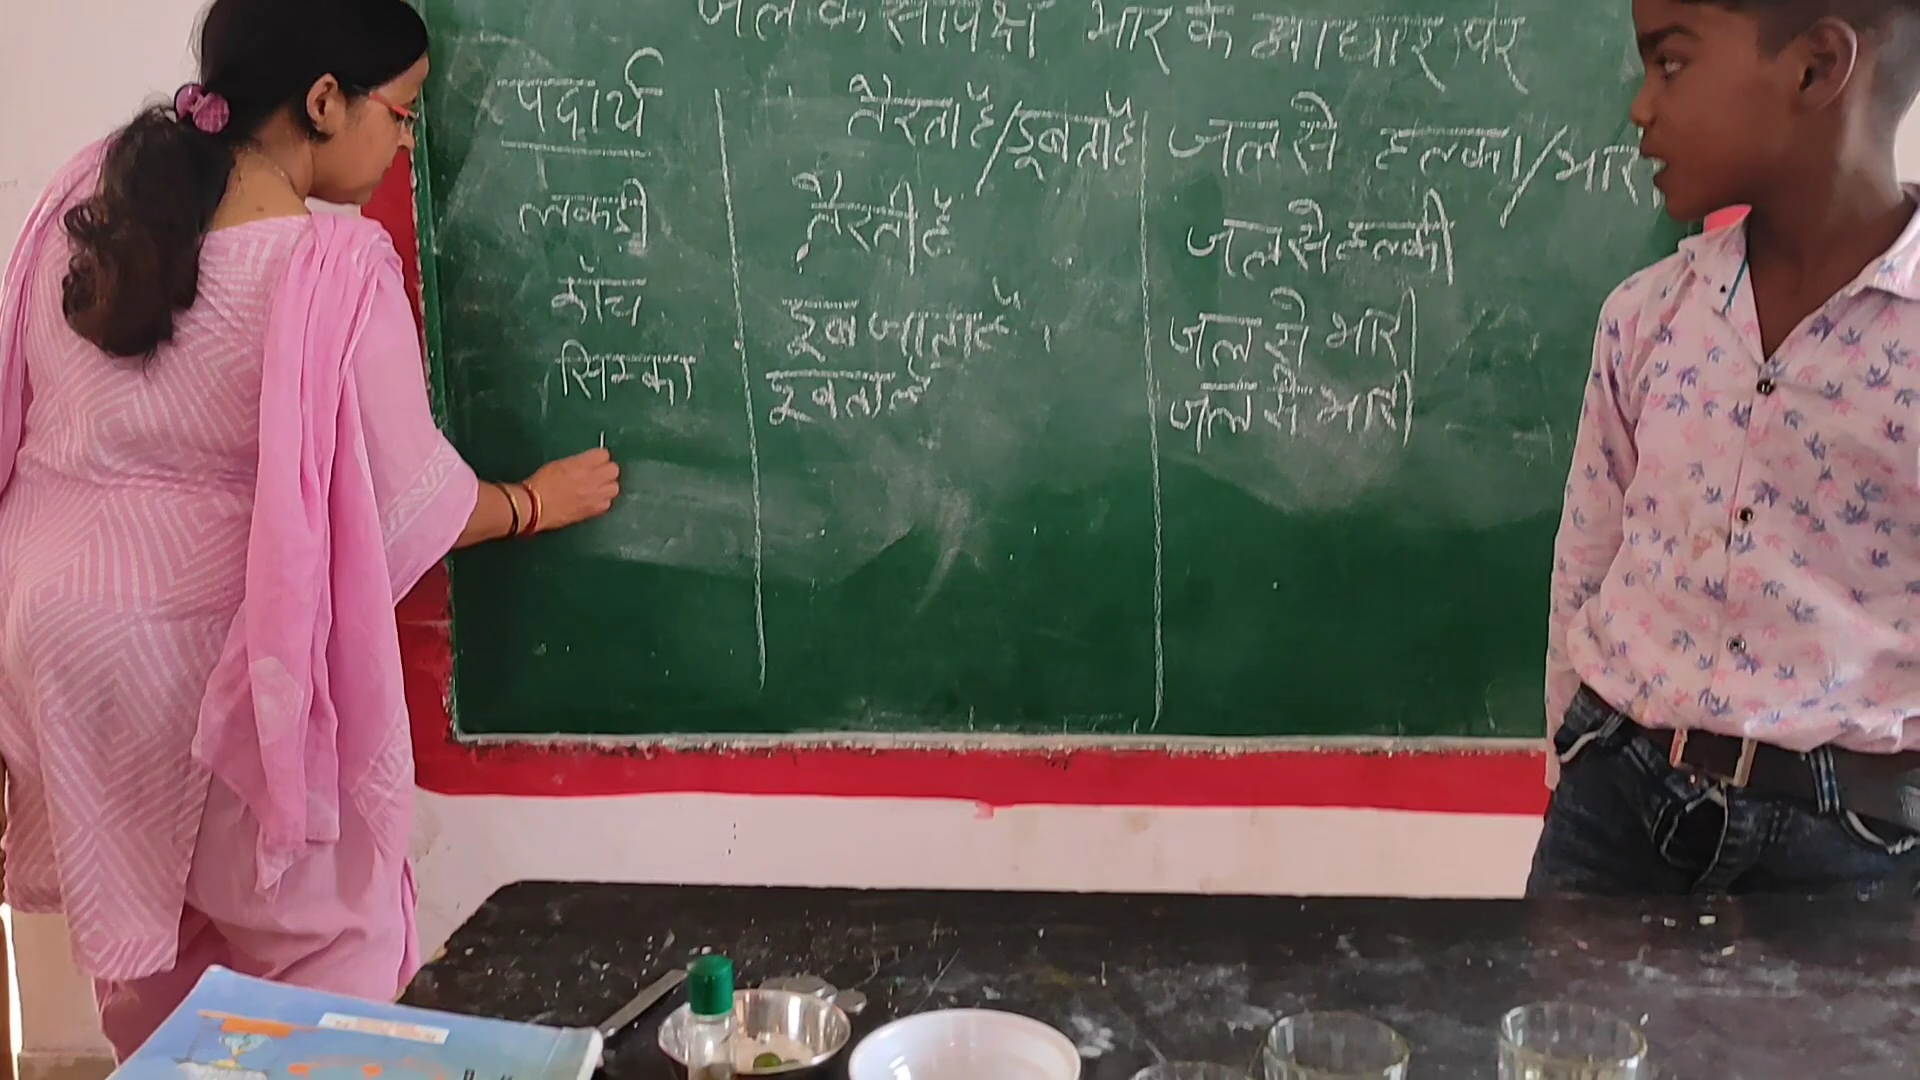 जल के सापेक्ष भार के आधार पर
पदार्थ तैरता है/डूबता है जल से हल्का/भारी
लकड़ी तैरती है जल से हल्की
काँच डूब जाता है जल से भारी
सिक्का डूबता है जल से भारी